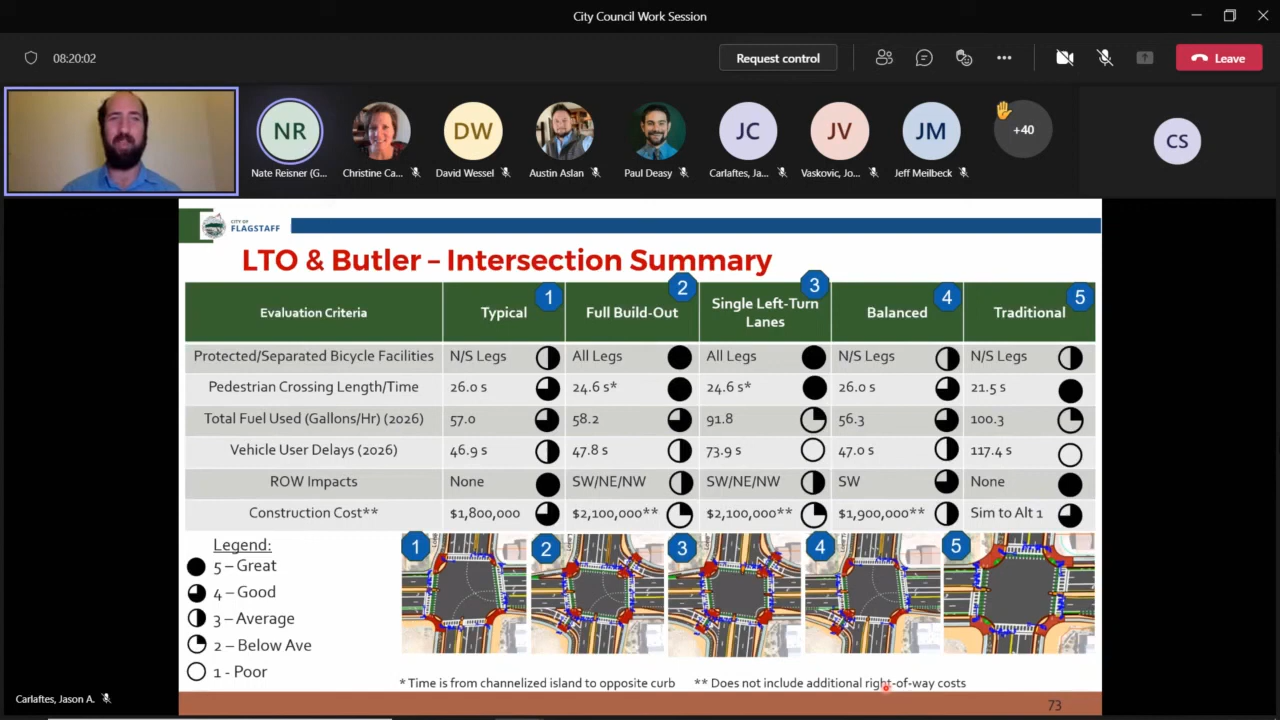 City Council Work Session
08:20:02
Request control
Leave
NR
DW
JC
JV
JM
+40
CS
Nate Reisner (G...
Christine Ca...
David Wessel
Austin Aslan
Paul Deasy
Carlaftes, Ja...
Vaskovic, Jo...
Jeff Meilbeck
CITY OF
FLAGSTAFF
LTO & Butler – Intersection Summary
Evaluation Criteria Typical 1 Full Build-Out 2 Single Left-Turn Lanes 3 Balanced 4 Traditional 5
Protected/Separated Bicycle Facilities N/S Legs All Legs All Legs N/S Legs N/S Legs
Pedestrian Crossing Length/Time 26.0 s 24.6 s* 24.6 s* 26.0 s 21.5 s
Total Fuel Used (Gallons/Hr) (2026) 57.0 58.2 91.8 56.3 100.3
Vehicle User Delays (2026) 46.9 s 47.8 s 73.9 s 47.0 s 117.4 s
ROW Impacts None SW/NE/NW SW/NE/NW SW None
Construction Cost** $1,800,000 $2,100,000** $2,100,000** $1,900,000** Sim to Alt 1
Legend:
5 – Great
4 – Good
3 – Average
2 – Below Ave
1 - Poor
1 2 3 4 5
* Time is from channelized island to opposite curb ** Does not include additional right-of-way costs
73
Carlaftes, Jason A.